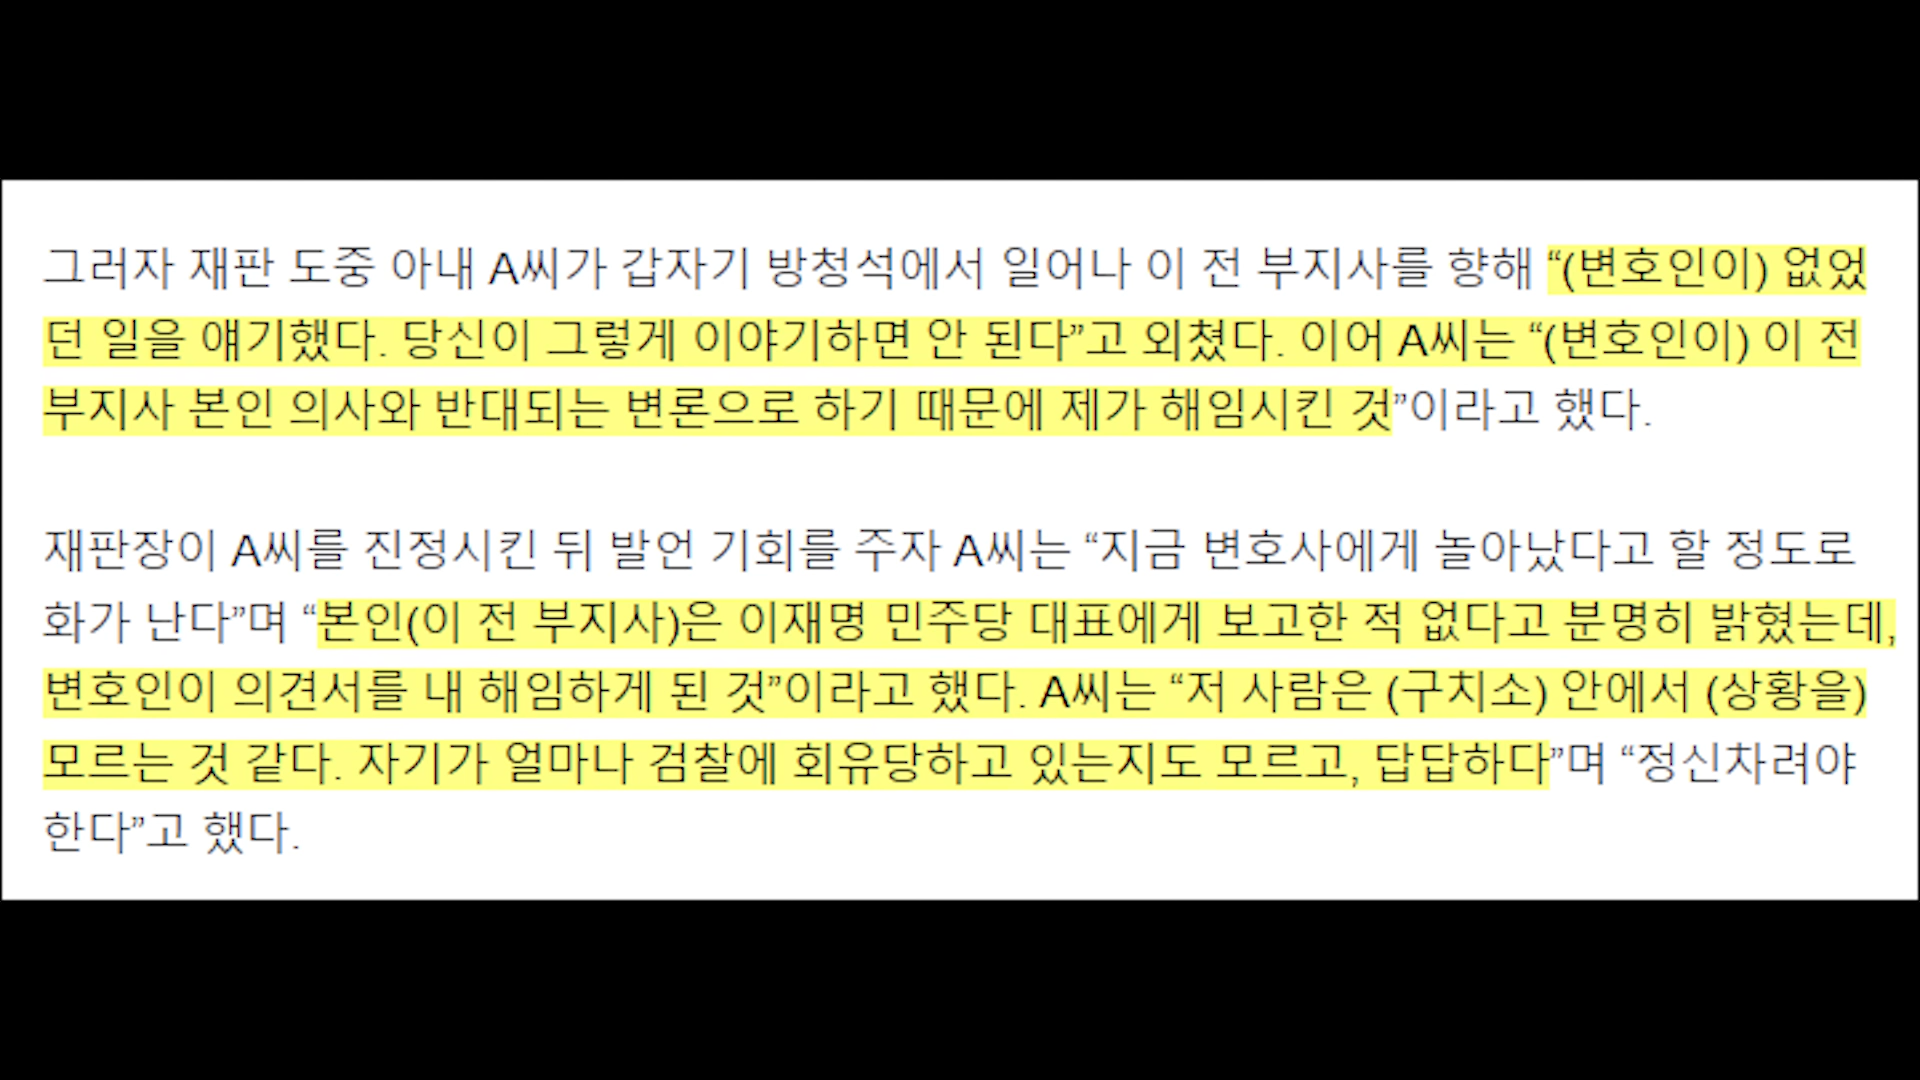 그러자 재판 도중 아내 A씨가 갑자기 방청석에서 일어나 이 전 부지사를 향해 “(변호인이) 없었
던 일을 얘기했다. 당신이 그렇게 이야기하면 안 된다”고 외쳤다. 이어 A씨는 “(변호인이) 이 전
부지사 본인 의사와 반대되는 변론으로 하기 때문에 제가 해임시킨 것”이라고 했다.
재판장이 A씨를 진정시킨 뒤 발언 기회를 주자 A씨는 “지금 변호사에게 놀아났다고 할 정도로
화가 난다”며 “본인(이 전 부지사)은 이재명 민주당 대표에게 보고한 적 없다고 분명히 밝혔는데,
변호인이 의견서를 내 해임하게 된 것”이라고 했다. A씨는 “저 사람은 (구치소) 안에서 (상황을)
모르는 것 같다. 자기가 얼마나 검찰에 회유당하고 있는지도 모르고, 답답하다”며 “정신차려야
한다”고 했다.